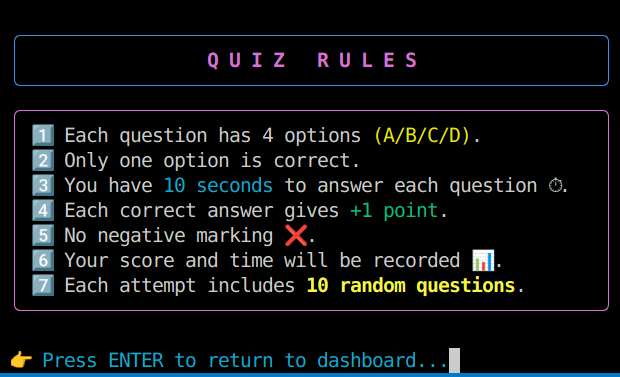 QUIZ RULES
1️⃣ Each question has 4 options (A/B/C/D).
2️⃣ Only one option is correct.
3️⃣ You have 10 seconds to answer each question ⏱.
4️⃣ Each correct answer gives +1 point.
5️⃣ No negative marking ❌.
6️⃣ Your score and time will be recorded 📊.
7️⃣ Each attempt includes 10 random questions.
👉 Press ENTER to return to dashboard...